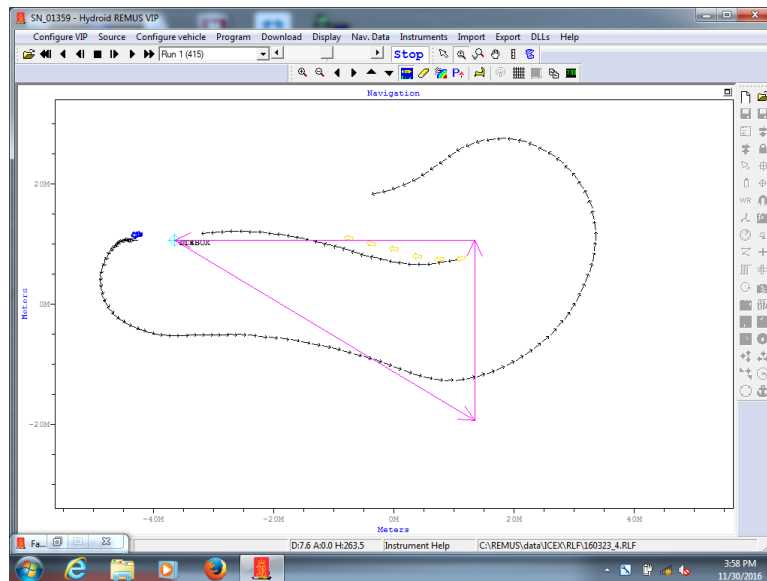 SN_01359 - Hydroid REMUS VIP
Configure VIP Source Configure vehicle Program Download Display Nav. Data Instruments Import Export DLLs Help
Run 1 (415)
Stop
P
Navigation
20M
0M
-20M
Meters
WR
-40M -20M 0M 20M 40M
Meters
Fa...
D:7.6 A:0.0 H:263.5 Instrument Help C:\REMUS\data\ICEX\RLF\160323_4.RLF
3:58 PM
11/30/2016